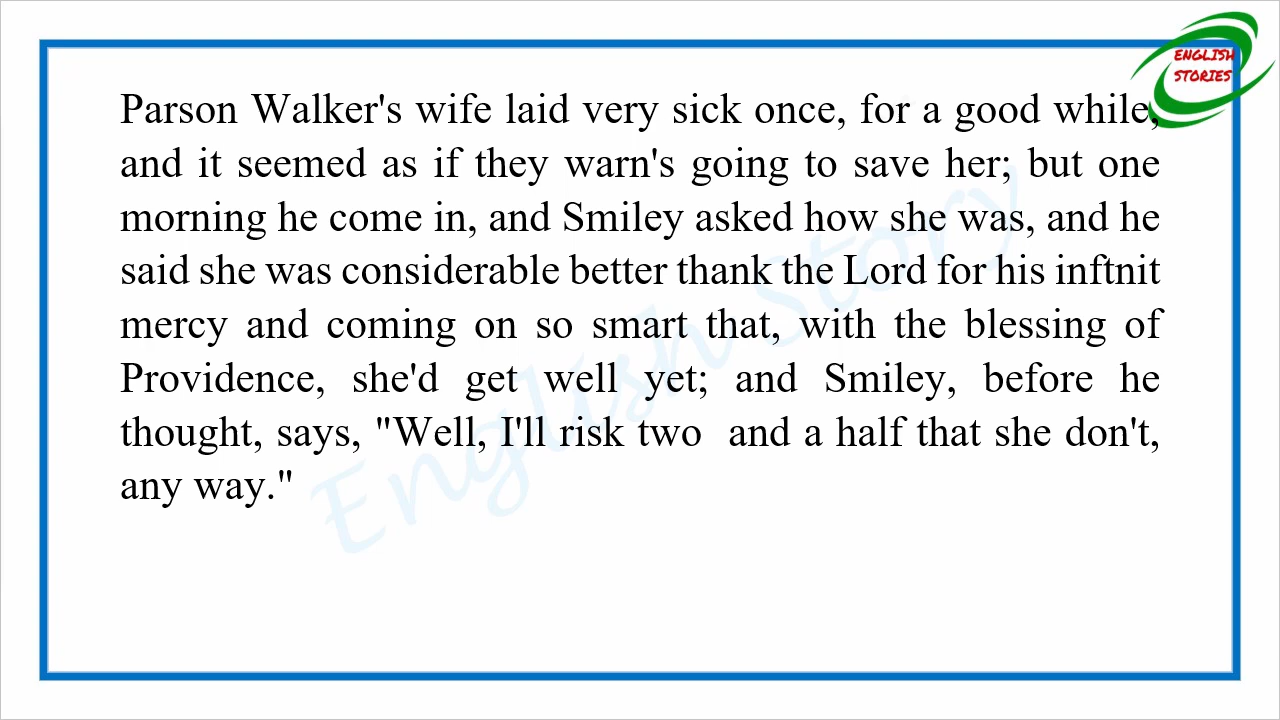 ENGLISH
STORIES
Parson Walker's wife laid very sick once, for a good while,
and it seemed as if they warn's going to save her; but one
morning he come in, and Smiley asked how she was, and he
said she was considerable better thank the Lord for his inftnit
mercy and coming on so smart that, with the blessing of
Providence, she'd get well yet; and Smiley, before he
thought, says, "Well, I'll risk two  and a half that she don't,
any way."
English Story